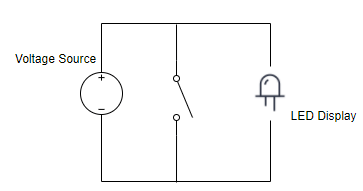 Voltage Source
+
−
LED Display